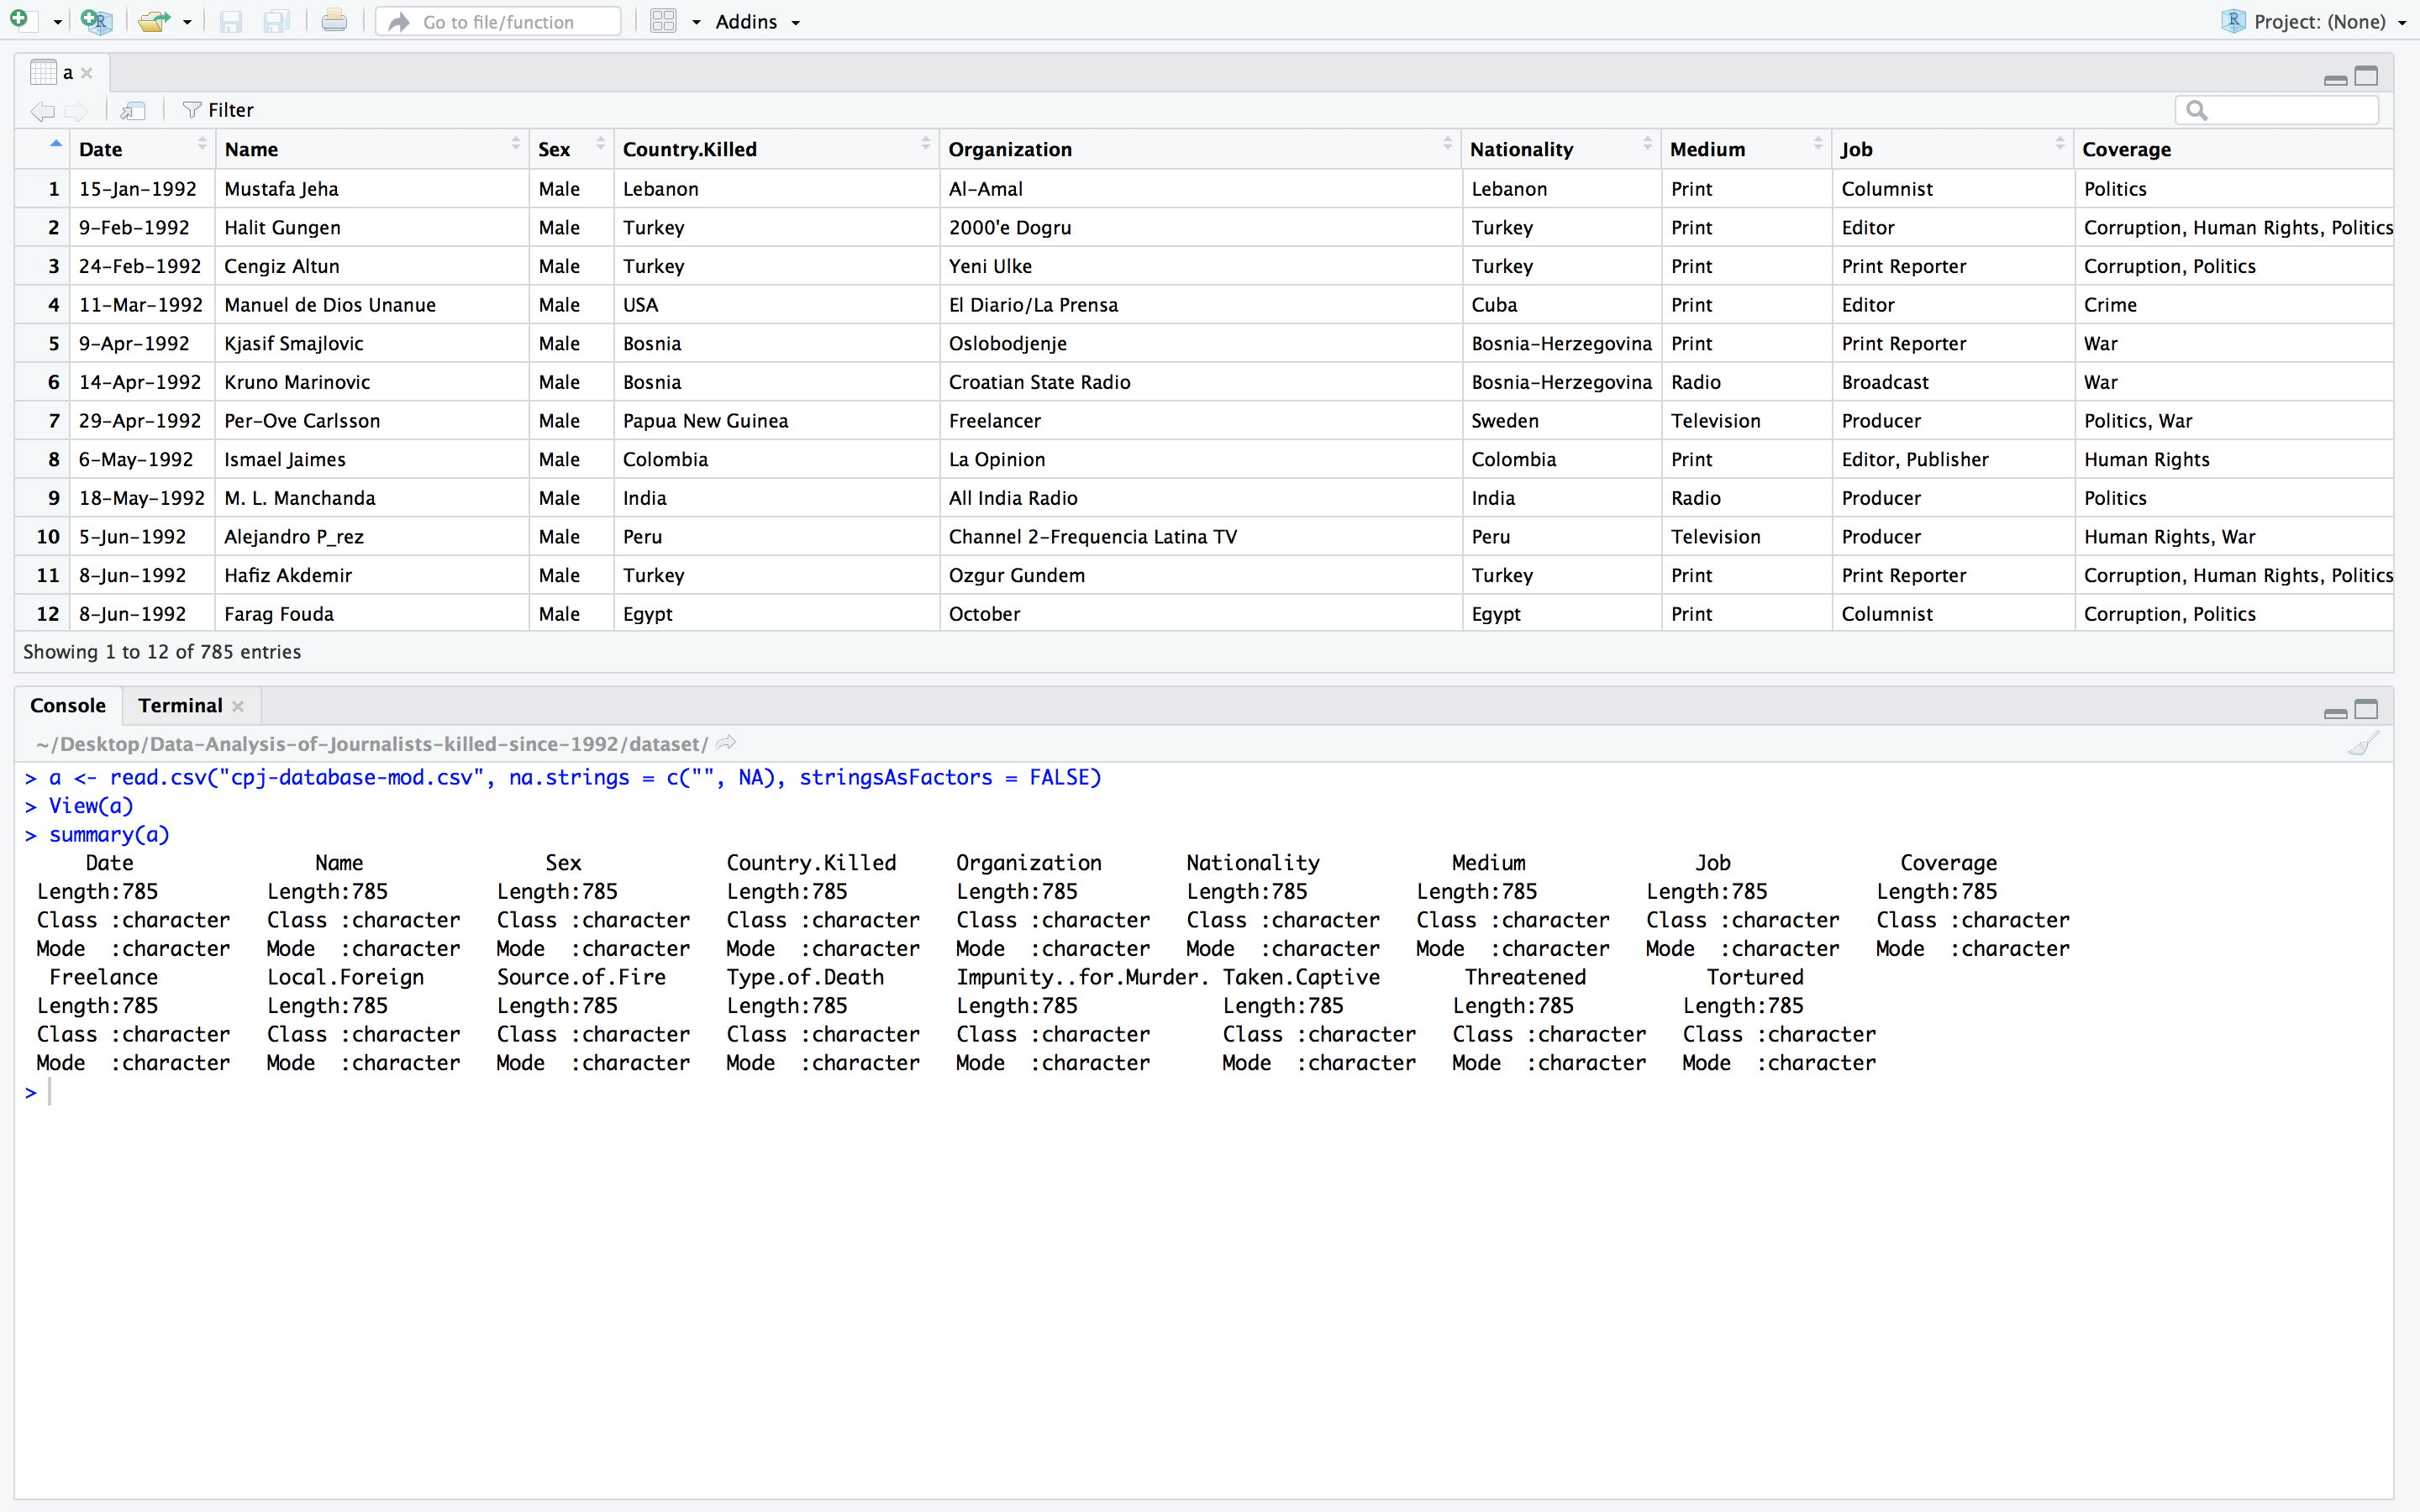 Go to file/function Addins Project: (None)
a
Filter
Date Name Sex Country.Killed Organization Nationality Medium Job Coverage
1 15-Jan-1992 Mustafa Jeha Male Lebanon Al-Amal Lebanon Print Columnist Politics
2 9-Feb-1992 Halit Gungen Male Turkey 2000'e Dogru Turkey Print Editor Corruption, Human Rights, Politics
3 24-Feb-1992 Cengiz Altun Male Turkey Yeni Ulke Turkey Print Print Reporter Corruption, Politics
4 11-Mar-1992 Manuel de Dios Unanue Male USA El Diario/La Prensa Cuba Print Editor Crime
5 9-Apr-1992 Kjasif Smajlovic Male Bosnia Oslobodjenje Bosnia-Herzegovina Print Print Reporter War
6 14-Apr-1992 Kruno Marinovic Male Bosnia Croatian State Radio Bosnia-Herzegovina Radio Broadcast War
7 29-Apr-1992 Per-Ove Carlsson Male Papua New Guinea Freelancer Sweden Television Producer Politics, War
8 6-May-1992 Ismael Jaimes Male Colombia La Opinion Colombia Print Editor, Publisher Human Rights
9 18-May-1992 M. L. Manchanda Male India All India Radio India Radio Producer Politics
10 5-Jun-1992 Alejandro P_rez Male Peru Channel 2-Frequencia Latina TV Peru Television Producer Human Rights, War
11 8-Jun-1992 Hafiz Akdemir Male Turkey Ozgur Gundem Turkey Print Print Reporter Corruption, Human Rights, Politics
12 8-Jun-1992 Farag Fouda Male Egypt October Egypt Print Columnist Corruption, Politics
Showing 1 to 12 of 785 entries
Console Terminal
~/Desktop/Data-Analysis-of-Journalists-killed-since-1992/dataset/
> a <- read.csv("cpj-database-mod.csv", na.strings = c("", NA), stringsAsFactors = FALSE)
> View(a)
> summary(a)
Date Name Sex Country.Killed Organization Nationality Medium Job Coverage
Length:785 Length:785 Length:785 Length:785 Length:785 Length:785 Length:785 Length:785 Length:785
Class :character Class :character Class :character Class :character Class :character Class :character Class :character Class :character Class :character
Mode :character Mode :character Mode :character Mode :character Mode :character Mode :character Mode :character Mode :character Mode :character
Freelance Local.Foreign Source.of.Fire Type.of.Death Impunity..for.Murder. Taken.Captive Threatened Tortured
Length:785 Length:785 Length:785 Length:785 Length:785 Length:785 Length:785 Length:785
Class :character Class :character Class :character Class :character Class :character Class :character Class :character Class :character
Mode :character Mode :character Mode :character Mode :character Mode :character Mode :character Mode :character Mode :character
>